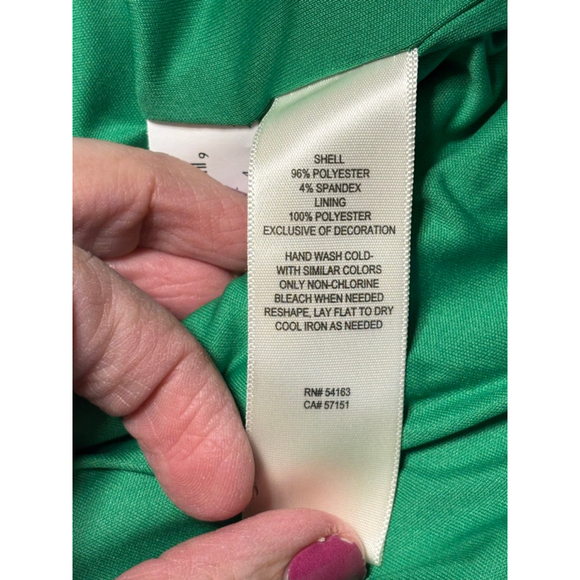 SHELL
96% POLYESTER
4% SPANDEX
LINING
100% POLYESTER
EXCLUSIVE OF DECORATION
HAND WASH COLD-
WITH SIMILAR COLORS
ONLY NON-CHLORINE
BLEACH WHEN NEEDED
RESHAPE, LAY FLAT TO DRY
COOL IRON AS NEEDED
RN# 54163
CA# 57151